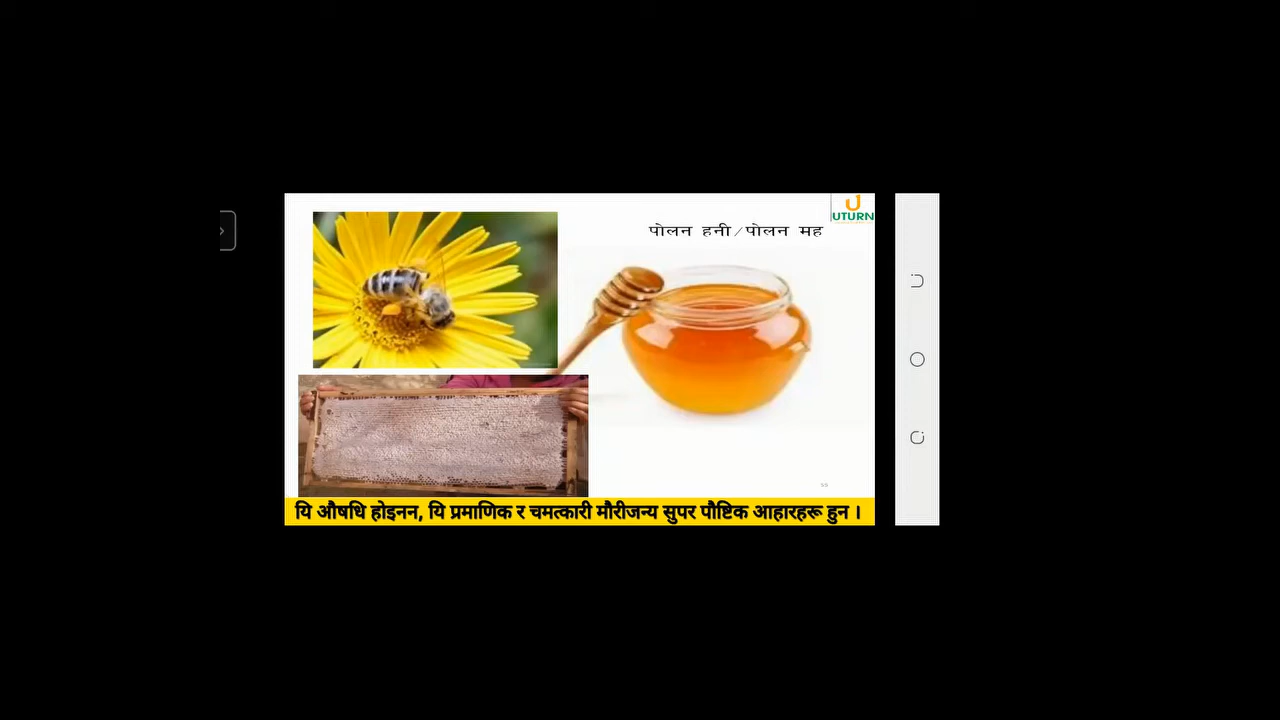 UTURN
पोलन हनी/पोलन मह
यि औषधि होइनन, यि प्रमाणिक र चमत्कारी मौरीजन्य सुपर पौष्टिक आहारहरू हुन ।